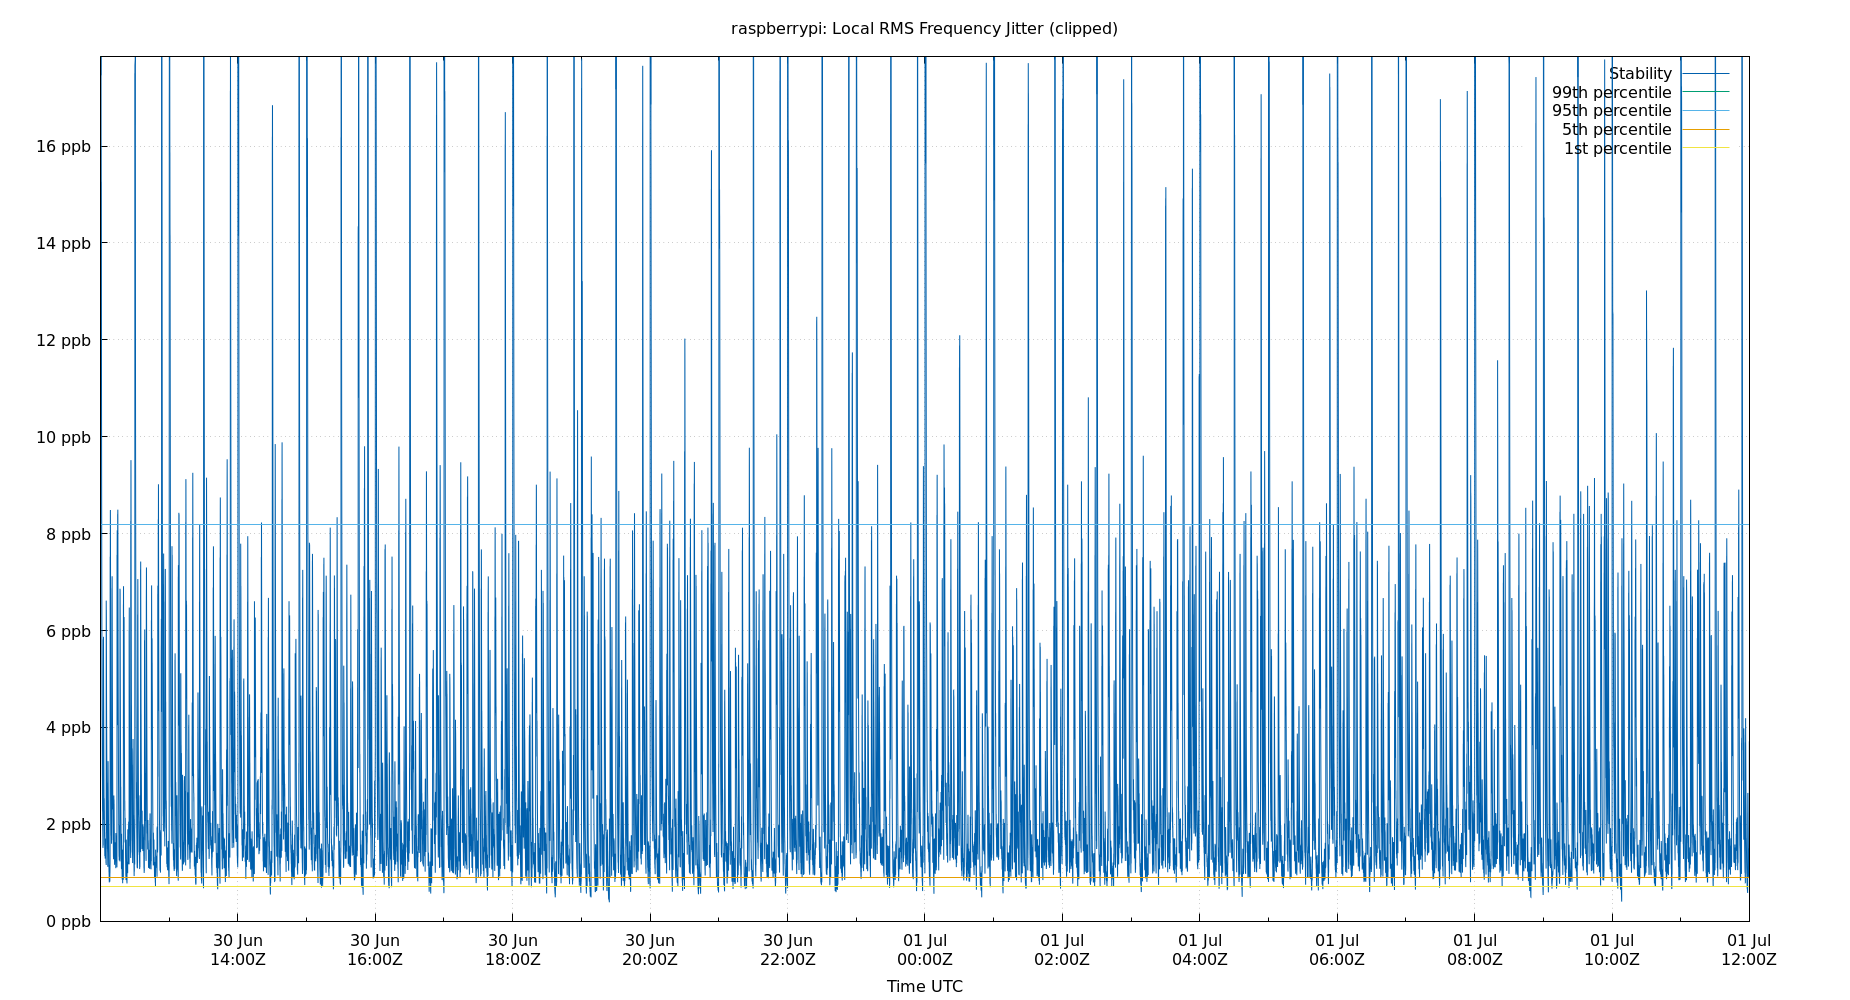 raspberrypi: Local RMS Frequency Jitter (clipped)
Stability
99th percentile
95th percentile
5th percentile
1st percentile
16 ppb
14 ppb
12 ppb
10 ppb
8 ppb
6 ppb
4 ppb
2 ppb
0 ppb
30 Jun 30 Jun 30 Jun 30 Jun 30 Jun 01 Jul 01 Jul 01 Jul 01 Jul 01 Jul 01 Jul 01 Jul
14:00Z 16:00Z 18:00Z 20:00Z 22:00Z 00:00Z 02:00Z 04:00Z 06:00Z 08:00Z 10:00Z 12:00Z
Time UTC